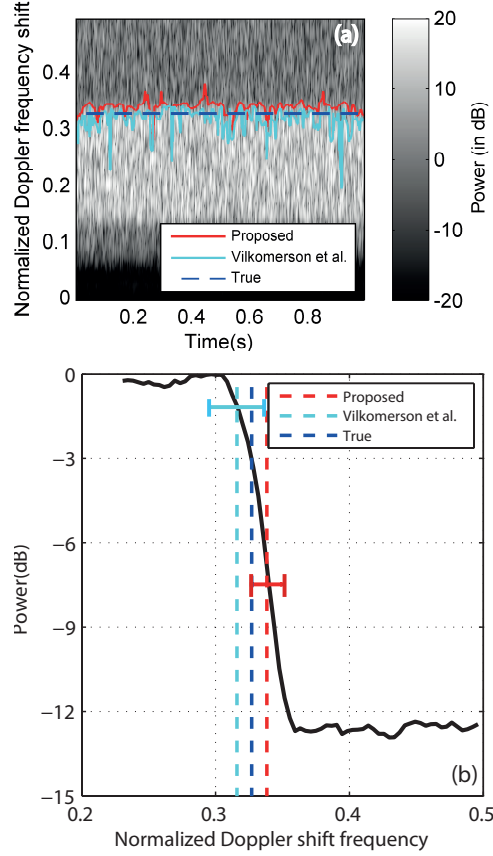 (a)
Normalized Doppler frequency shift
0.4
0.3
0.2
0.1
0
0.2 0.4 0.6 0.8
Time(s)
Proposed
Vilkomerson et al.
True
20
10
0
-10
-20
Power (in dB)
0
−3
−6
−9
−12
−15
Power(dB)
Proposed
Vilkomerson et al.
True
(b)
0.2 0.3 0.4 0.5
Normalized Doppler shift frequency